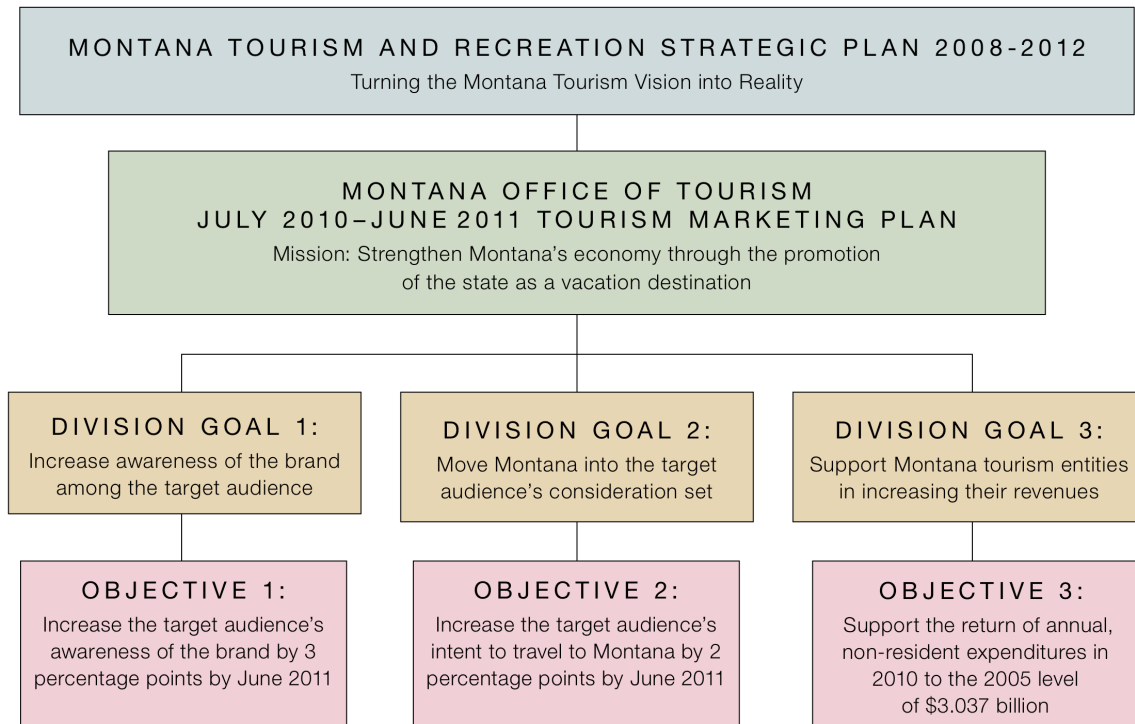 MONTANA TOURISM AND RECREATION STRATEGIC PLAN 2008-2012
Turning the Montana Tourism Vision into Reality
MONTANA OFFICE OF TOURISM
JULY 2010–JUNE 2011 TOURISM MARKETING PLAN
Mission: Strengthen Montana's economy through the promotion
of the state as a vacation destination
DIVISION GOAL 1:
Increase awareness of the brand
among the target audience
DIVISION GOAL 2:
Move Montana into the target
audience's consideration set
DIVISION GOAL 3:
Support Montana tourism entities
in increasing their revenues
OBJECTIVE 1:
Increase the target audience's
awareness of the brand by 3
percentage points by June 2011
OBJECTIVE 2:
Increase the target audience's
intent to travel to Montana by 2
percentage points by June 2011
OBJECTIVE 3:
Support the return of annual,
non-resident expenditures in
2010 to the 2005 level
of $3.037 billion